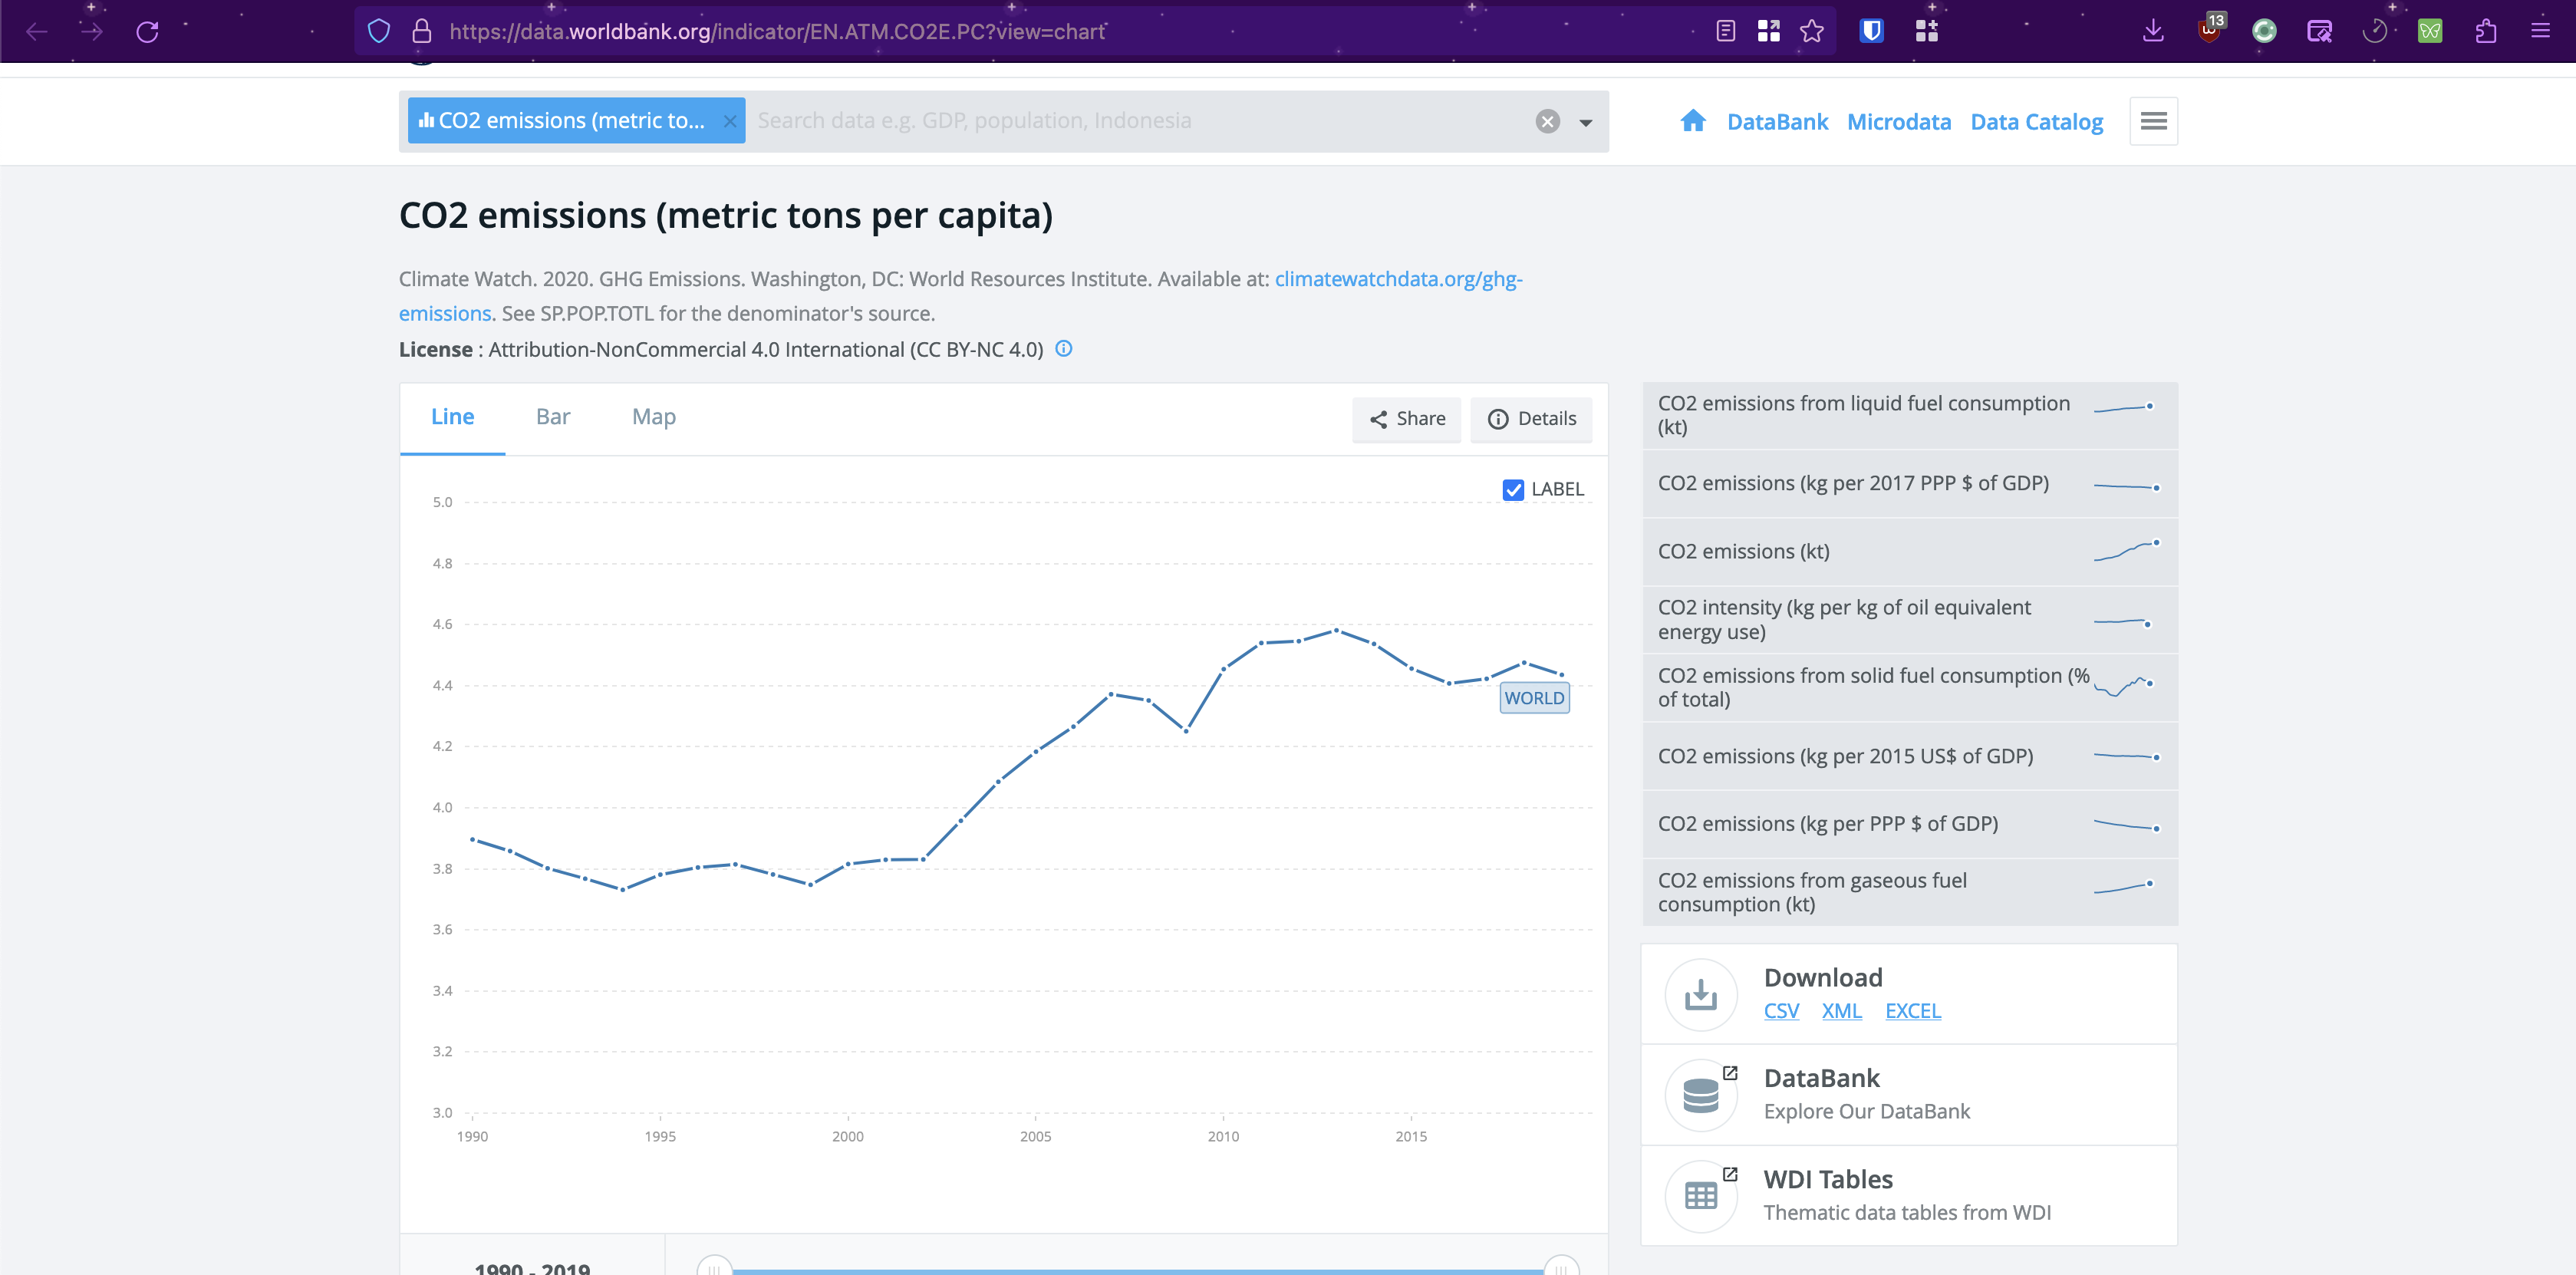 13
https://data.worldbank.org/indicator/EN.ATM.CO2E.PC?view=chart
CO2 emissions (metric to...
Search data e.g. GDP, population, Indonesia
DataBank
Microdata
Data Catalog
CO2 emissions (metric tons per capita)
Climate Watch. 2020. GHG Emissions. Washington, DC: World Resources Institute. Available at: climatewatchdata.org/ghg-
emissions. See SP.POP.TOTL for the denominator's source.
License : Attribution-NonCommercial 4.0 International (CC BY-NC 4.0)
Line
Bar
Map
Share
Details
LABEL
5.0
4.8
4.6
4.4
4.2
4.0
3.8
3.6
3.4
3.2
3.0
WORLD
1990
1995
2000
2005
2010
2015
1990 - 2019
CO2 emissions from liquid fuel consumption
(kt)
CO2 emissions (kg per 2017 PPP $ of GDP)
CO2 emissions (kt)
CO2 intensity (kg per kg of oil equivalent
energy use)
CO2 emissions from solid fuel consumption (%
of total)
CO2 emissions (kg per 2015 US$ of GDP)
CO2 emissions (kg per PPP $ of GDP)
CO2 emissions from gaseous fuel
consumption (kt)
Download
CSV XML EXCEL
DataBank
Explore Our DataBank
WDI Tables
Thematic data tables from WDI